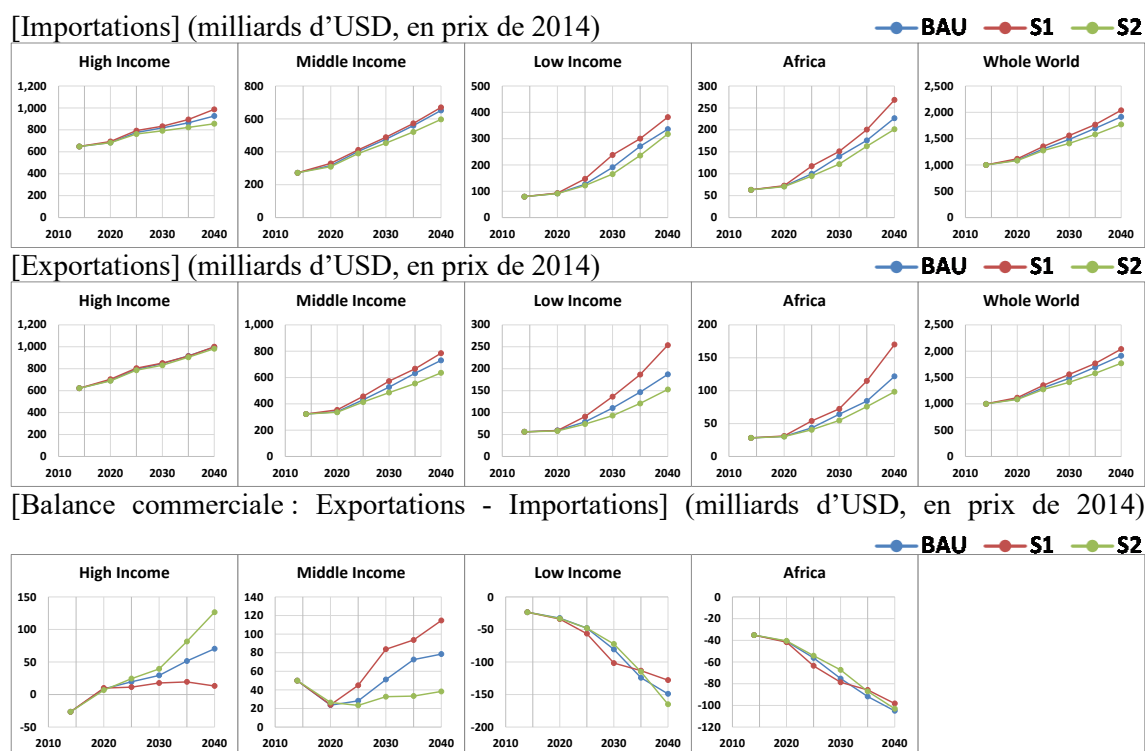 [Importations] (milliards d’USD, en prix de 2014) BAU S1 S2
High Income Middle Income Low Income Africa Whole World
1,200 800 500 300 2,500
1,000 600 400 250 2,000
800 400 300 200 1,500
600 200 200 150 1,000
400 0 100 100 500
200 0 50 0
0 0
2010 2020 2030 2040 2010 2020 2030 2040 2010 2020 2030 2040 2010 2020 2030 2040 2010 2020 2030 2040
[Exportations] (milliards d’USD, en prix de 2014) BAU S1 S2
High Income Middle Income Low Income Africa Whole World
1,200 1,000 300 200 2,500
1,000 800 250 150 2,000
800 600 200 100 1,500
600 400 150 50 1,000
400 200 100 0 500
200 0 50 0
0 0
2010 2020 2030 2040 2010 2020 2030 2040 2010 2020 2030 2040 2010 2020 2030 2040 2010 2020 2030 2040
[Balance commerciale : Exportations - Importations] (milliards d’USD, en prix de 2014)
BAU S1 S2
High Income Middle Income Low Income Africa
150 140 0 0
100 120 -50 -20
50 100 -100 -40
0 80 -150 -60
-50 60 -200 -80
40 -100
20 -120
0
2010 2020 2030 2040 2010 2020 2030 2040 2010 2020 2030 2040 2010 2020 2030 2040